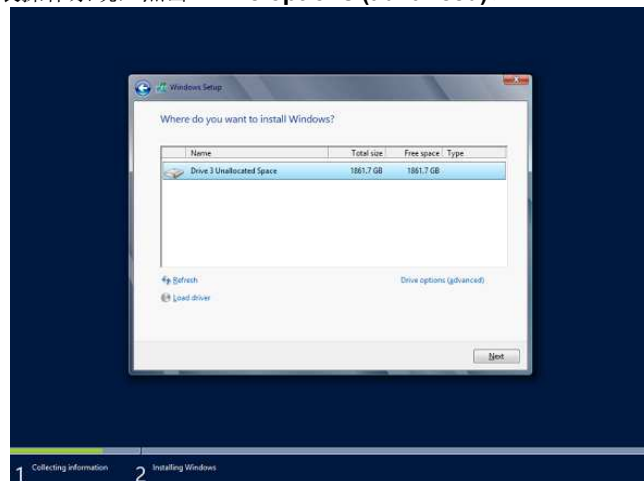 Windows Setup
Where do you want to install Windows?
Name Total size Free space Type
Drive 3 Unallocated Space 1861.7 GB 1861.7 GB
Refresh Drive options (advanced)
Load driver
Next
1 Collecting information 2 Installing Windows